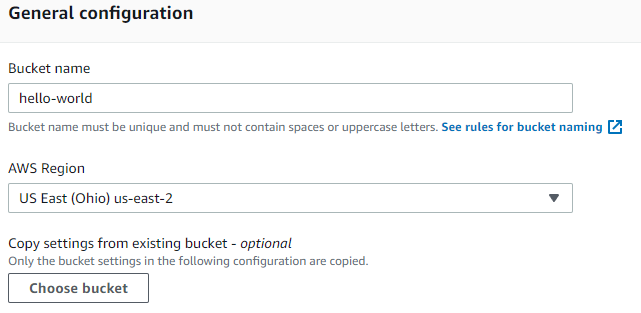 General configuration
Bucket name
hello-world
Bucket name must be unique and must not contain spaces or uppercase letters. See rules for bucket naming
AWS Region
US East (Ohio) us-east-2
Copy settings from existing bucket - optional
Only the bucket settings in the following configuration are copied.
Choose bucket